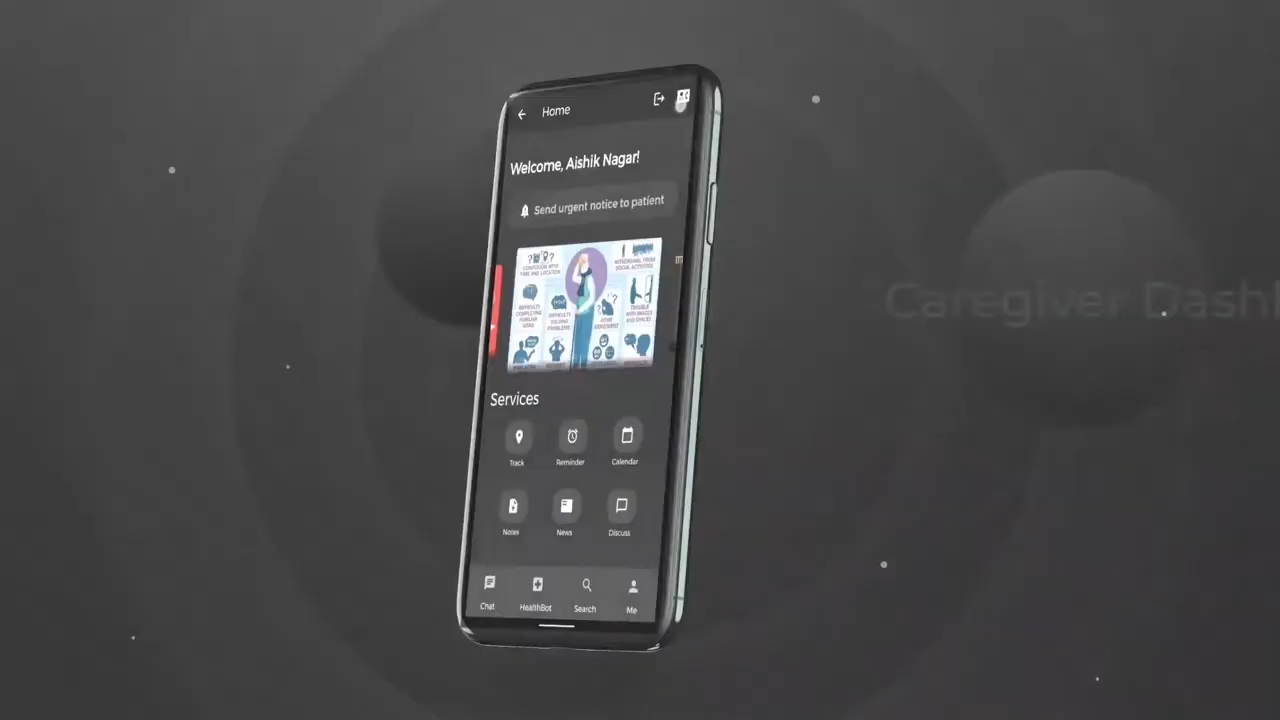 Home
Welcome, Aishik Nagar!
Send urgent notice to patient
CONFUSION WITH
TIME AND LOCATION
WITHDRAWAL FROM
SOCIAL ACTIVITIES
DIFFICULTY
COMPLETING
FAMILIAR
TASKS
DIFFICULTY
SOLVING
PROBLEMS
POOR
JUDGEMENT
TROUBLE
WITH IMAGES
AND SPACES
Services
Track
Reminder
Calendar
Notes
News
Discuss
Chat
HealthBot
Search
Me
Care-giver Dash